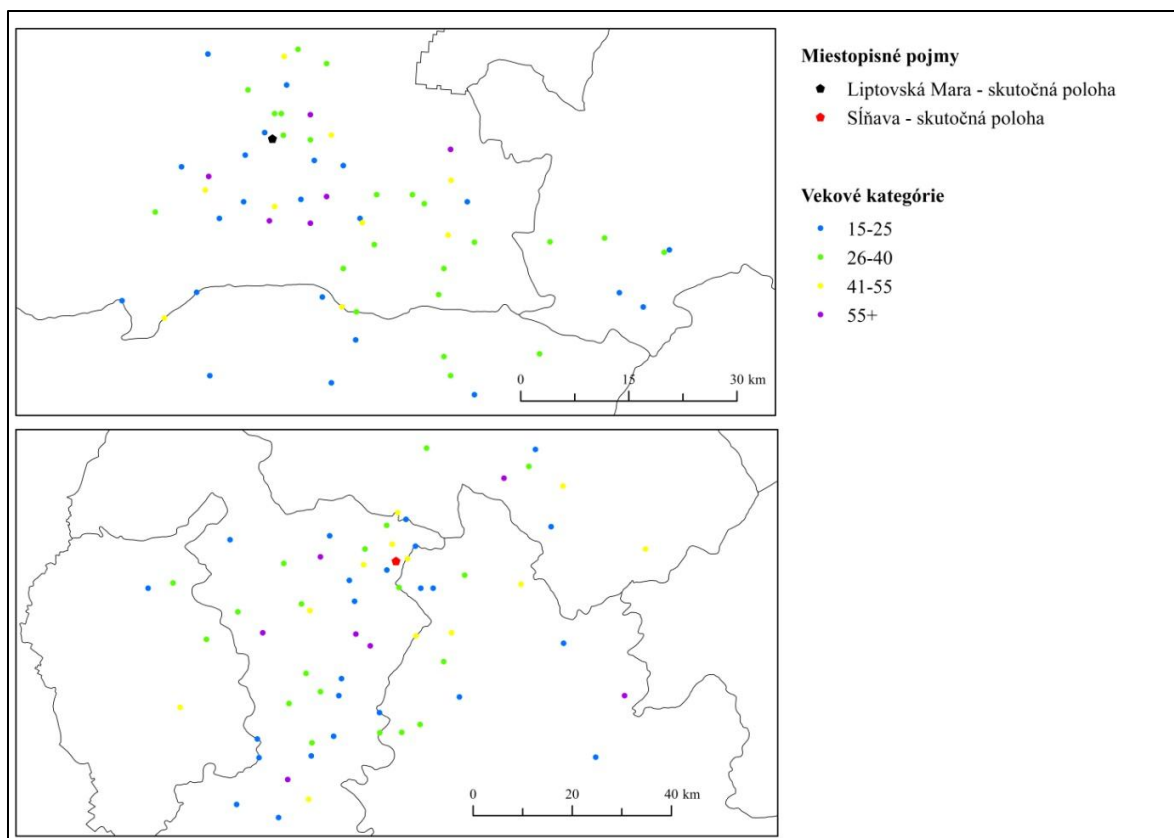 Miestopisné pojmy
Liptovská Mara - skutočná poloha
Sĺňava - skutočná poloha
Vekové kategórie
15-25
26-40
41-55
55+
0 15 30 km
0 20 40 km